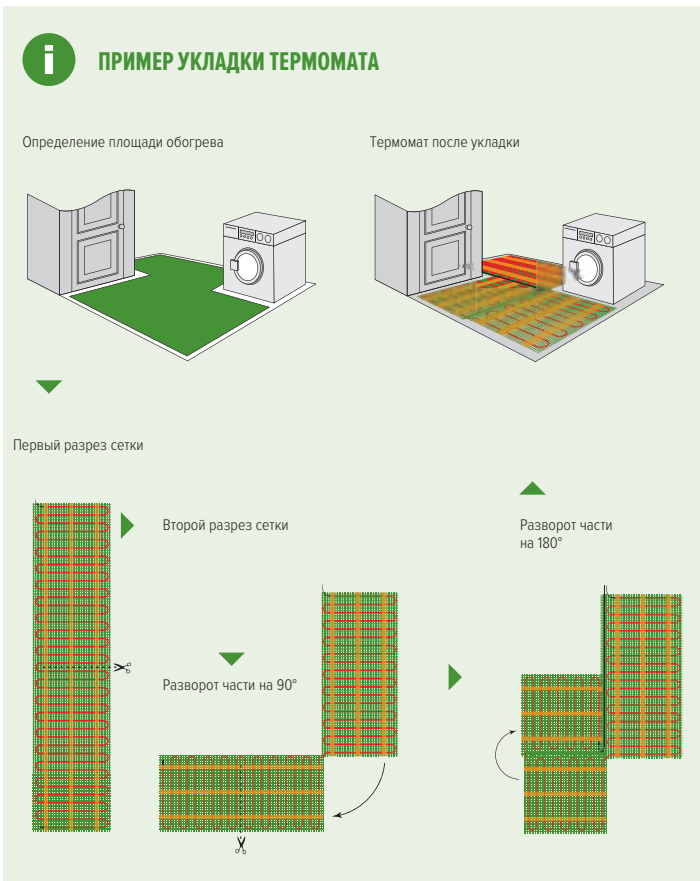 i
ПРИМЕР УКЛАДКИ ТЕРМОМАТА
Определение площади обогрева
Термомат после укладки
Первый разрез сетки
Второй разрез сетки
Разворот части на 90°
Разворот части
на 180°